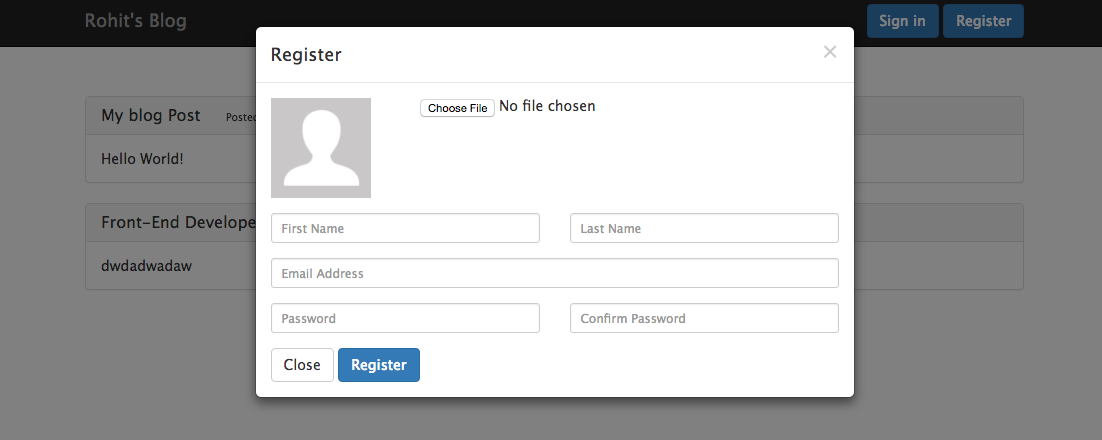 Rohit's Blog
Sign in
Register
Register
×
Choose File No file chosen
My blog Post
Posted
Hello World!
First Name
Last Name
Front-End Develope
dwdadwadaw
Email Address
Password
Confirm Password
Close
Register